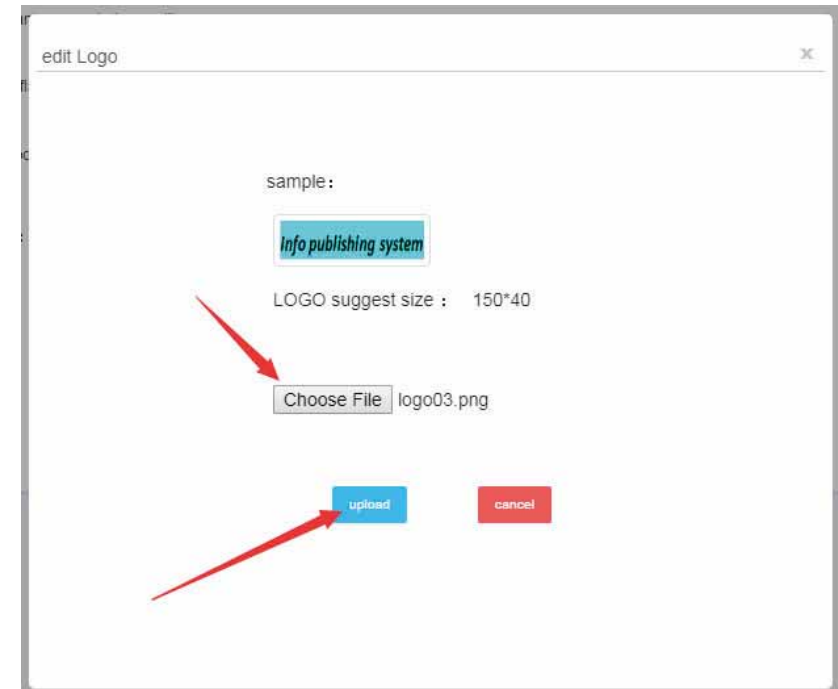 edit Logo
sample：
Info publishing system
LOGO suggest size： 150*40
Choose File logo03.png
upload cancel